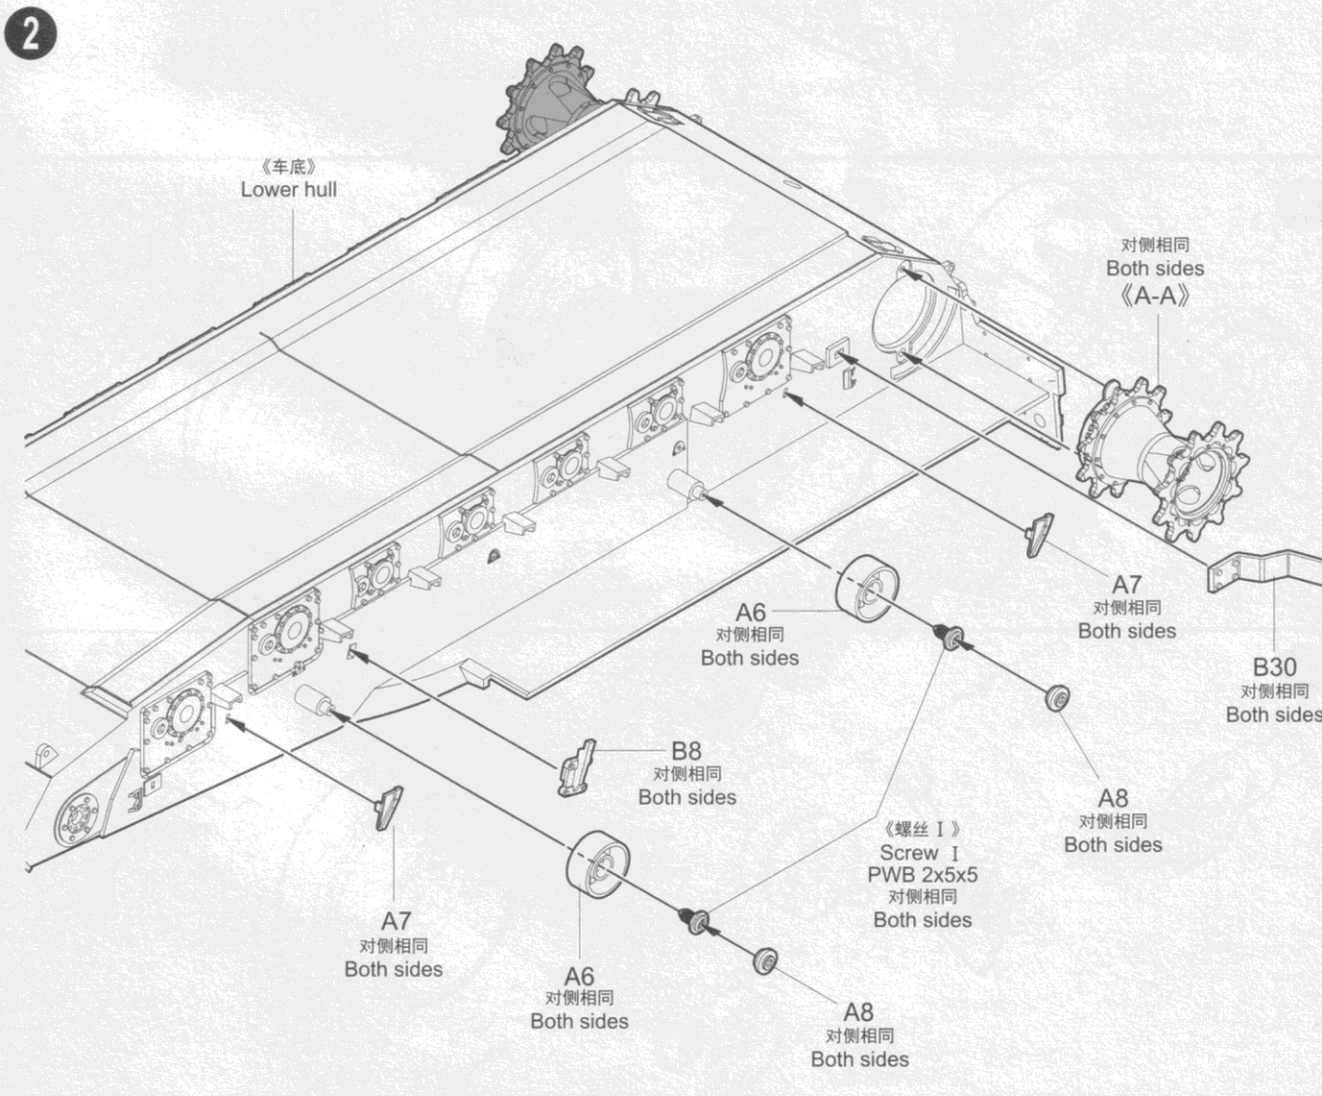 2
《车底》
Lower hull
对侧相同
Both sides
《A-A》
A7
对侧相同
Both sides
A6
对侧相同
Both sides
B30
对侧相同
Both sides
B8
对侧相同
Both sides
A8
对侧相同
Both sides
《螺丝 I 》
Screw I
PWB 2x5x5
对侧相同
Both sides
A7
对侧相同
Both sides
A6
对侧相同
Both sides
A8
对侧相同
Both sides